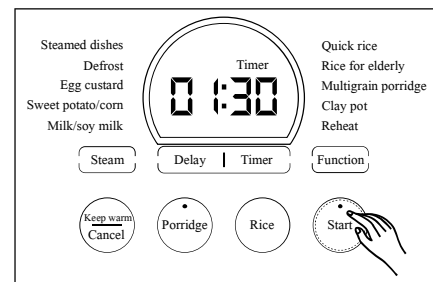 Steamed dishes
Defrost
Egg custard
Sweet potato/corn
Milk/soy milk
Timer
01:30
Quick rice
Rice for elderly
Multigrain porridge
Clay pot
Reheat
Steam
Delay | Timer
Function
Keep warm
Cancel
Porridge
Rice
Start